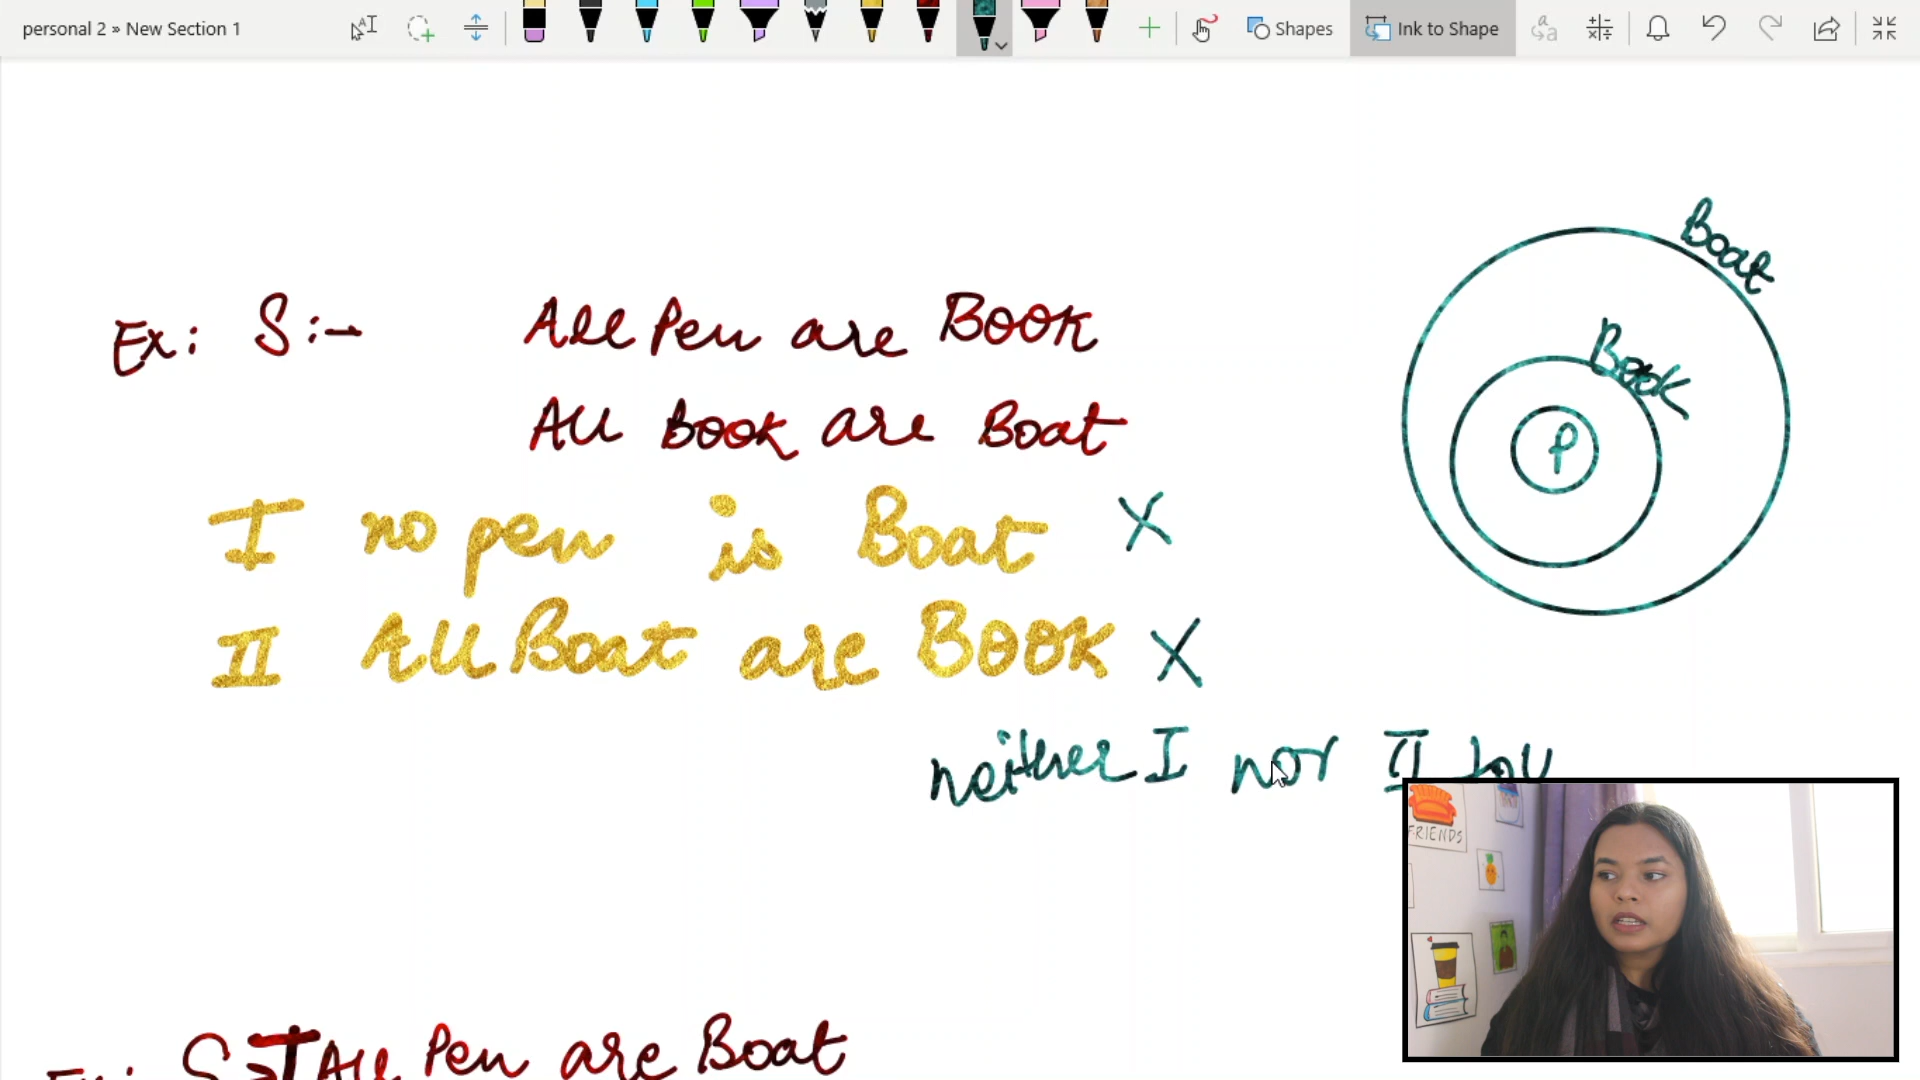 personal 2 » New Section 1
Shapes
Ink to Shape
Boat
Ex: S:- All Pen are BOOK
Book
P
All BOOK are Boat
I no pen is Boat X
II All Boat are BOOK X
neither I nor II
FRIENDS
All Pen are Boat